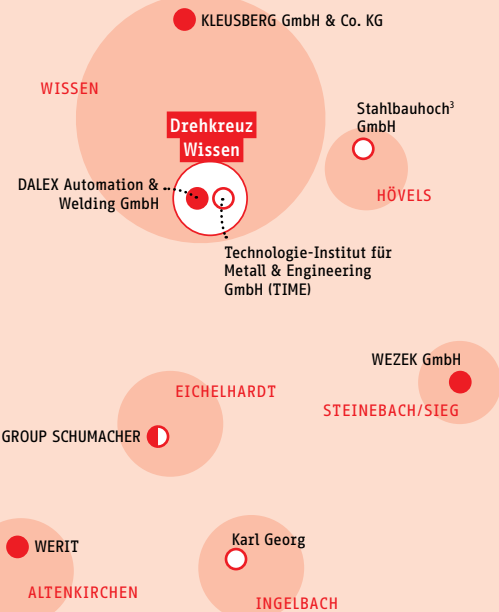 KLEUSBERG GmbH & Co. KG
WISSEN
Stahlbauhoch³
GmbH
Drehkreuz
Wissen
DALEX Automation &
Welding GmbH
HÖVELS
Technologie-Institut für
Metall & Engineering
GmbH (TIME)
WEZEK GmbH
EICHELHARDT
STEINEBACH/SIEG
GROUP SCHUMACHER
Karl Georg
WERIT
ALTENKIRCHEN
INGELBACH